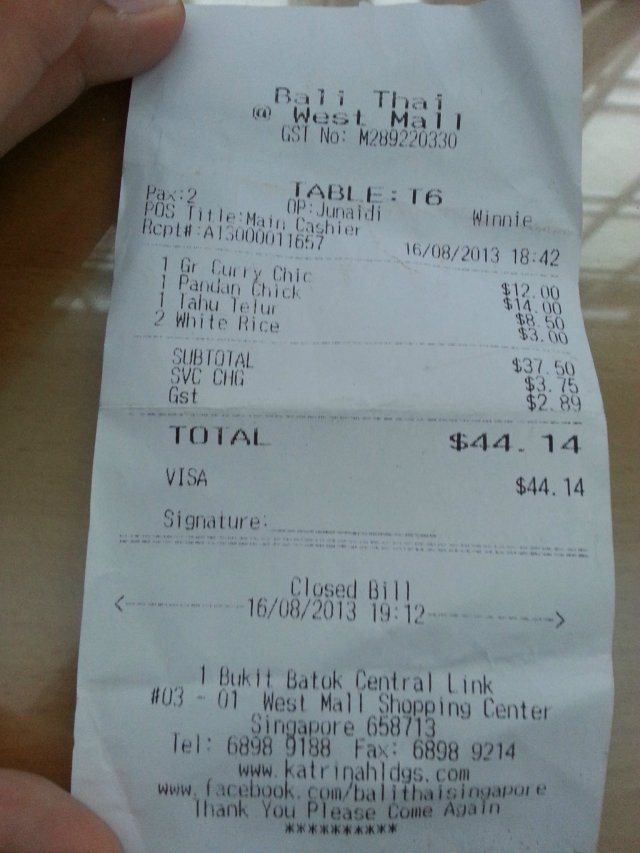 Bali Thai
@ West Mall
GST No: M289220330
TABLE: T6
Pax:2 OP:Junaidi Winnie
POS Title:Main Cashier
Rcpt#:A13000011657 16/08/2013 18:42
1 Gr Curry Chic $12.00
1 Pandan Chick $14.00
1 Tahu Telur $8.50
2 White Rice $3.00
SUBTOTAL $37.50
SVC CHG $3.75
Gst $2.89
TOTAL $44.14
VISA $44.14
Signature:
Closed Bill
16/08/2013 19:12
1 Bukit Batok Central Link
#03 - 01 West Mall Shopping Center
Singapore 658713
Tel: 6898 9188 Fax: 6898 9214
www.katrinahldgs.com
www.facebook.com/balithaisingapore
Thank You Please Come Again
**********